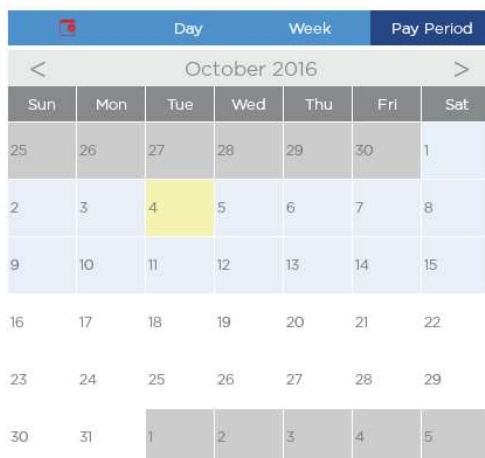 Day Week Pay Period
< October 2016 >
Sun Mon Tue Wed Thu Fri Sat
25 26 27 28 29 30 1
2 3 4 5 6 7 8
9 10 11 12 13 14 15
16 17 18 19 20 21 22
23 24 25 26 27 28 29
30 31 1 2 3 4 5